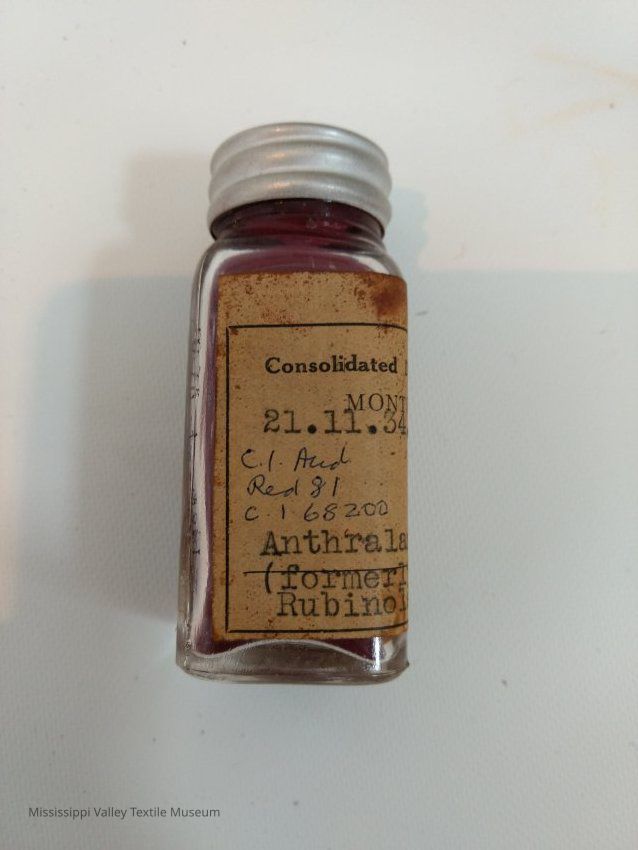 Consolidated
MONT
21.11.34
C.I. Acid
Red 81
C.I 68200
Anthrala
(formerl
Rubinol
Mississippi Valley Textile Museum